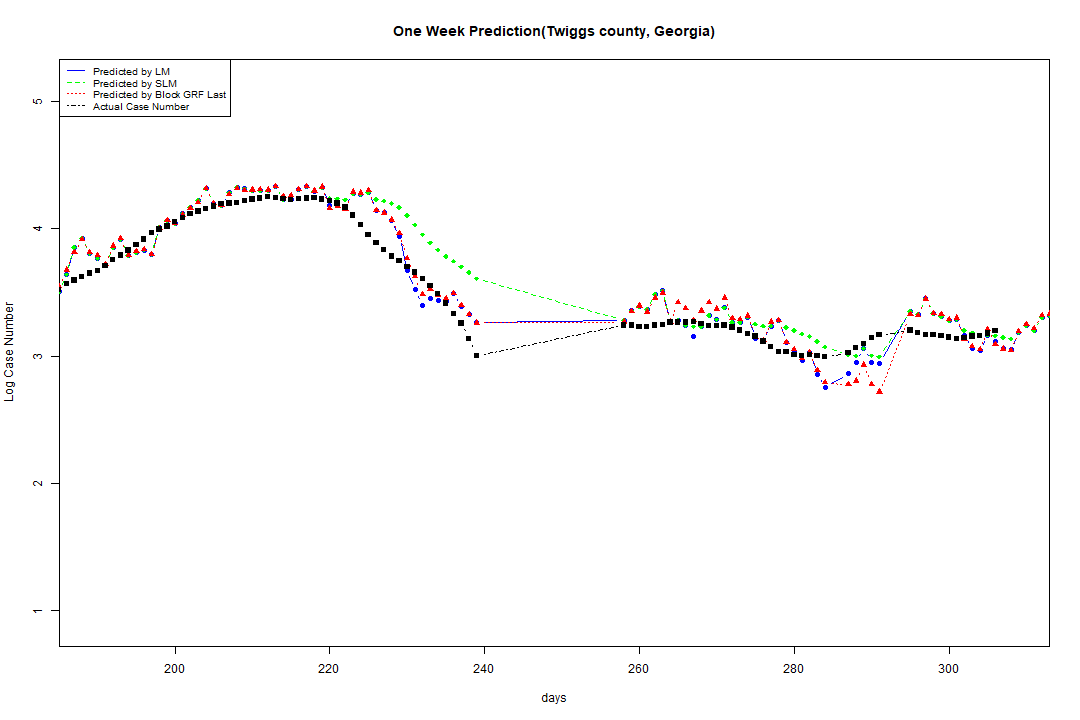 One Week Prediction(Twiggs county, Georgia)
Predicted by LM
Predicted by SLM
Predicted by Block GRF Last
Actual Case Number
5
4
3
2
1
Log Case Number
200 220 240 260 280 300
days